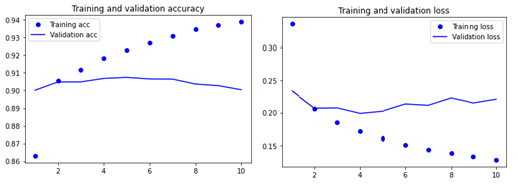 Training and validation accuracy
0.94
0.93
0.92
0.91
0.90
0.89
0.88
0.87
0.86
Training acc
Validation acc
2 4 6 8 10
Training and validation loss
0.30
0.25
0.20
0.15
Training loss
Validation loss
2 4 6 8 10